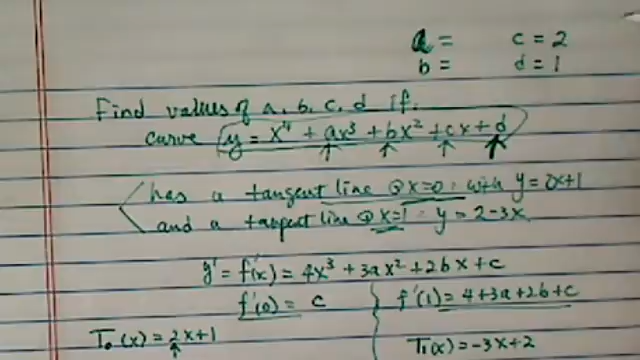 a = c = 2
b = d = 1
Find values of a, b, c, d if
curve y = x⁴ + ax³ + bx² + cx + d
has a tangent line @ x=0 : with y = 2x+1
and a tangent line @ x=1 : y = 2-3x
y' = f'(x) = 4x³ + 3ax² + 2bx + c
f'(0) = c f'(1) = 4+3a+2b+c
T₀(x) = 2x+1 T₁(x) = -3x+2